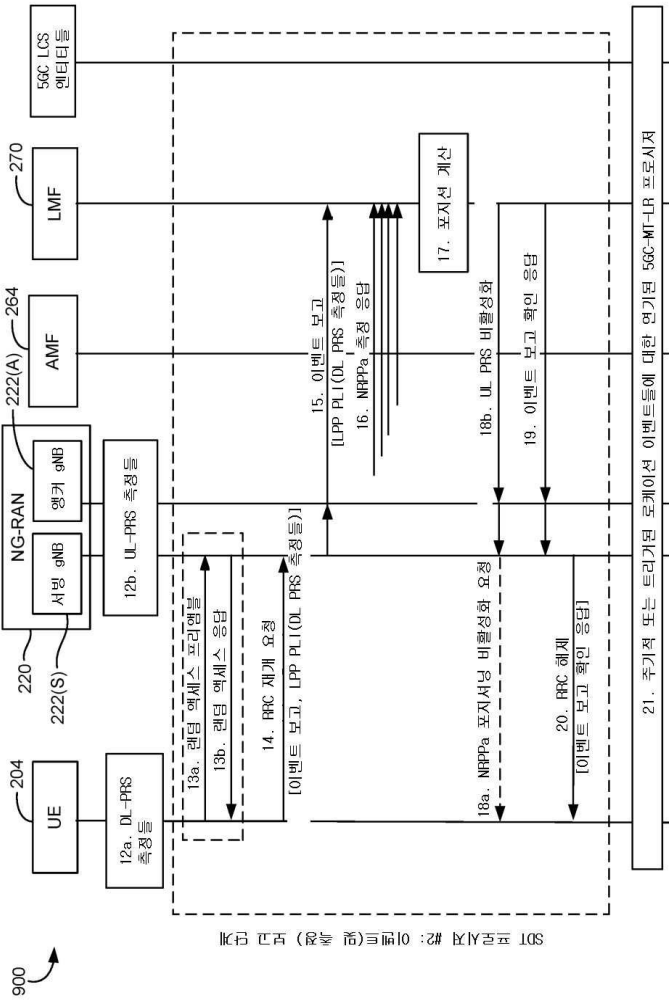 900
204
UE
220
NG-RAN
222(S)
서빙 gNB
222(A)
앵커 gNB
264
AMF
270
LMF
5GC LCS
엔티티들
12a. DL-PRS
측정들
12b. UL-PRS 측정들
SDT 프로시저 #2: 이벤트(및 측정) 보고 단계
13a. 랜덤 액세스 프리앰블
13b. 랜덤 액세스 응답
14. RRC 재개 요청
[이벤트 보고, LPP PLI(DL PRS 측정들)]
15. 이벤트 보고
[LPP PLI(DL PRS 측정들)]
16. NRPPa 측정 응답
17. 포지션 계산
18a. NRPPa 포지셔닝 비활성화 요청
18b. UL PRS 비활성화
19. 이벤트 보고 확인 응답
20. RRC 해제
[이벤트 보고 확인 응답]
21. 주기적 또는 트리거된 로케이션 이벤트들에 대한 연기된 5GC-MT-LR 프로시저